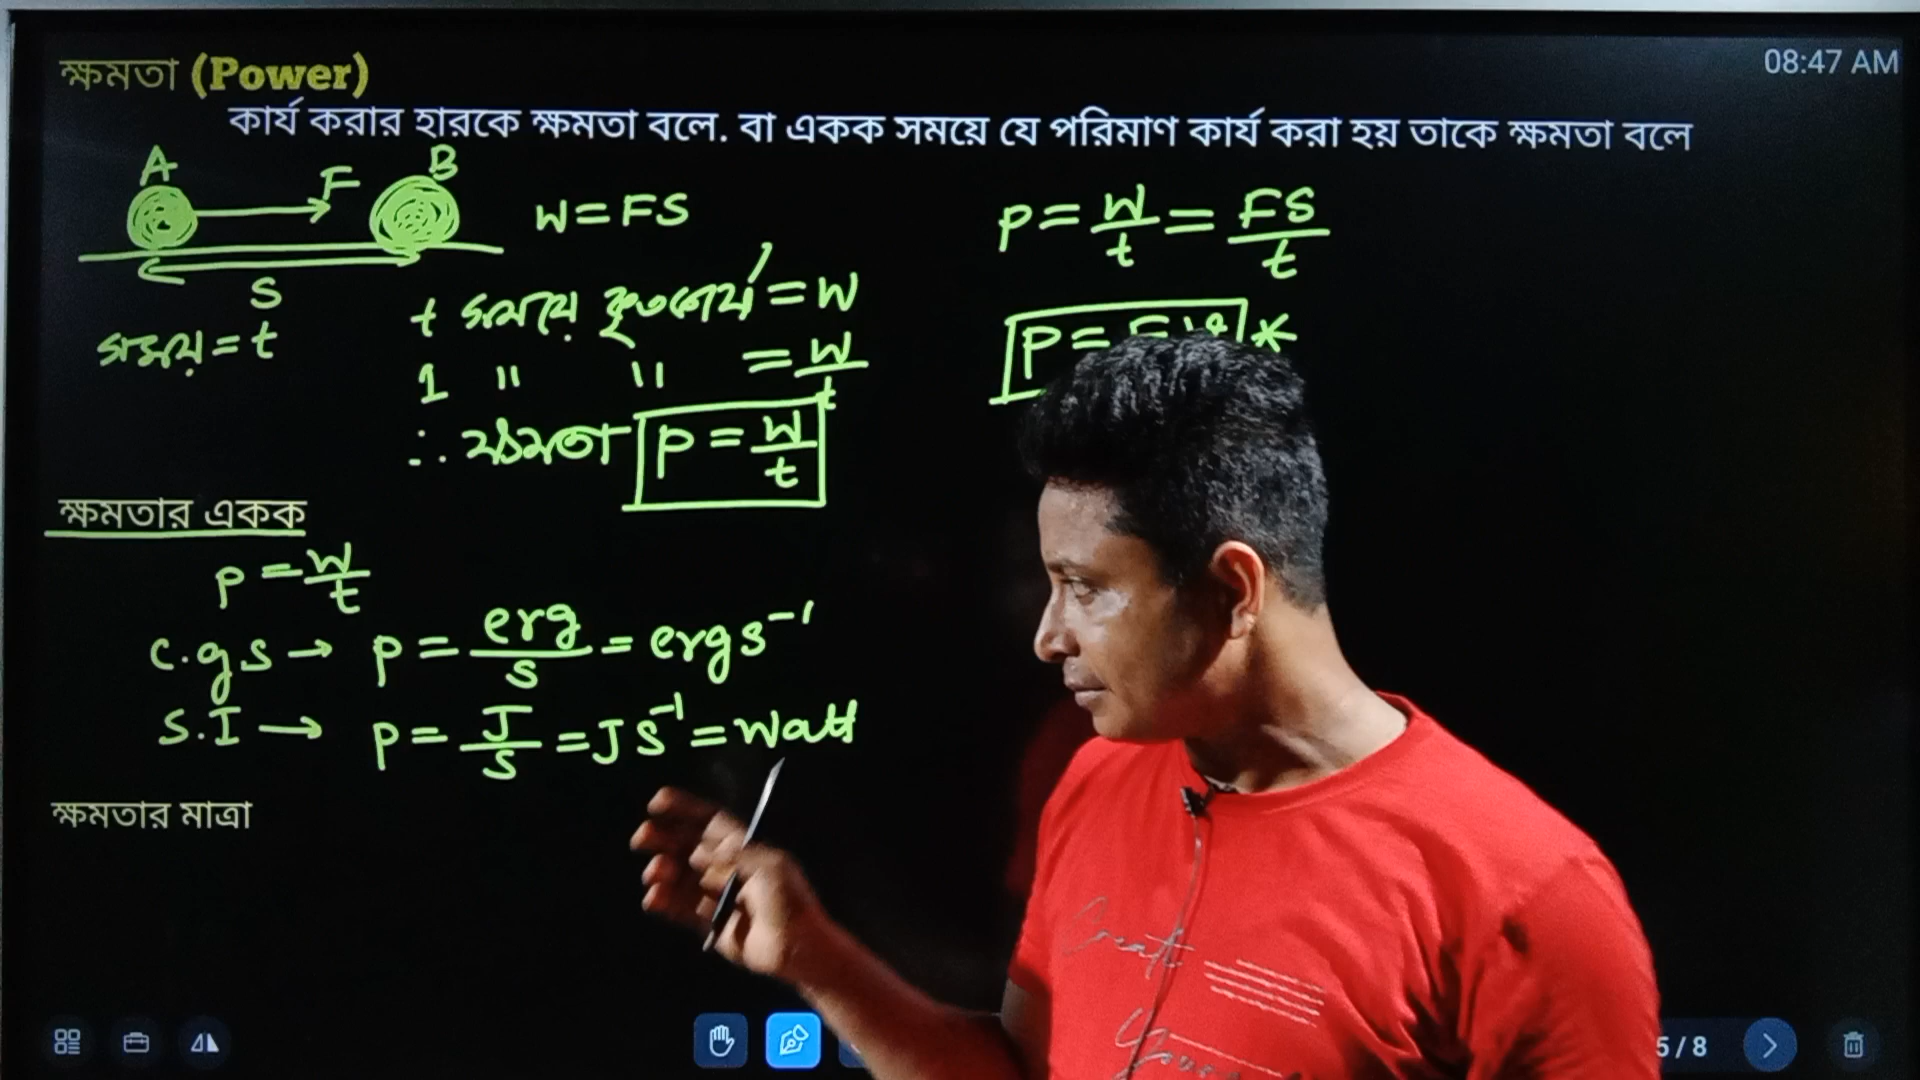 ক্ষমতা (Power)
08:47 AM
কার্য করার হারকে ক্ষমতা বলে. বা একক সময়ে যে পরিমাণ কার্য করা হয় তাকে ক্ষমতা বলে
A F B
S
সময় = t
W = FS
t সময়ে কৃতকার্য = W
1 " " = W/t
∴ ক্ষমতা P = W/t
P = W/t = FS/t
P = *
ক্ষমতার একক
P = W/t
C.g.s → P = erg/s = ergs⁻¹
S.I → P = J/s = Js⁻¹ = watt
ক্ষমতার মাত্রা
5/8